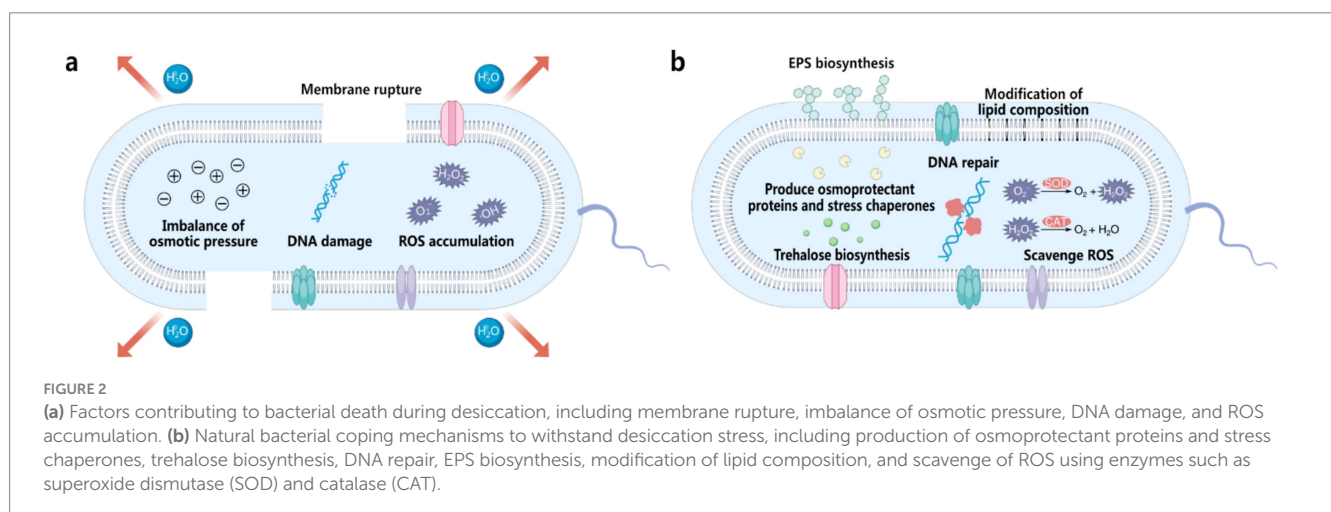 a
H₂O
H₂O
Membrane rupture
H₂O₂
O₂⁻
OH
Imbalance of
osmotic pressure
DNA damage
ROS accumulation
H₂O
H₂O
b
EPS biosynthesis
Modification of
lipid composition
DNA repair
Produce osmoprotectant
proteins and stress chaperones
O₂⁻ SOD O₂ + H₂O₂
H₂O₂ CAT O₂ + H₂O
Trehalose biosynthesis
Scavenge ROS
FIGURE 2
(a) Factors contributing to bacterial death during desiccation, including membrane rupture, imbalance of osmotic pressure, DNA damage, and ROS
accumulation. (b) Natural bacterial coping mechanisms to withstand desiccation stress, including production of osmoprotectant proteins and stress
chaperones, trehalose biosynthesis, DNA repair, EPS biosynthesis, modification of lipid composition, and scavenge of ROS using enzymes such as
superoxide dismutase (SOD) and catalase (CAT).